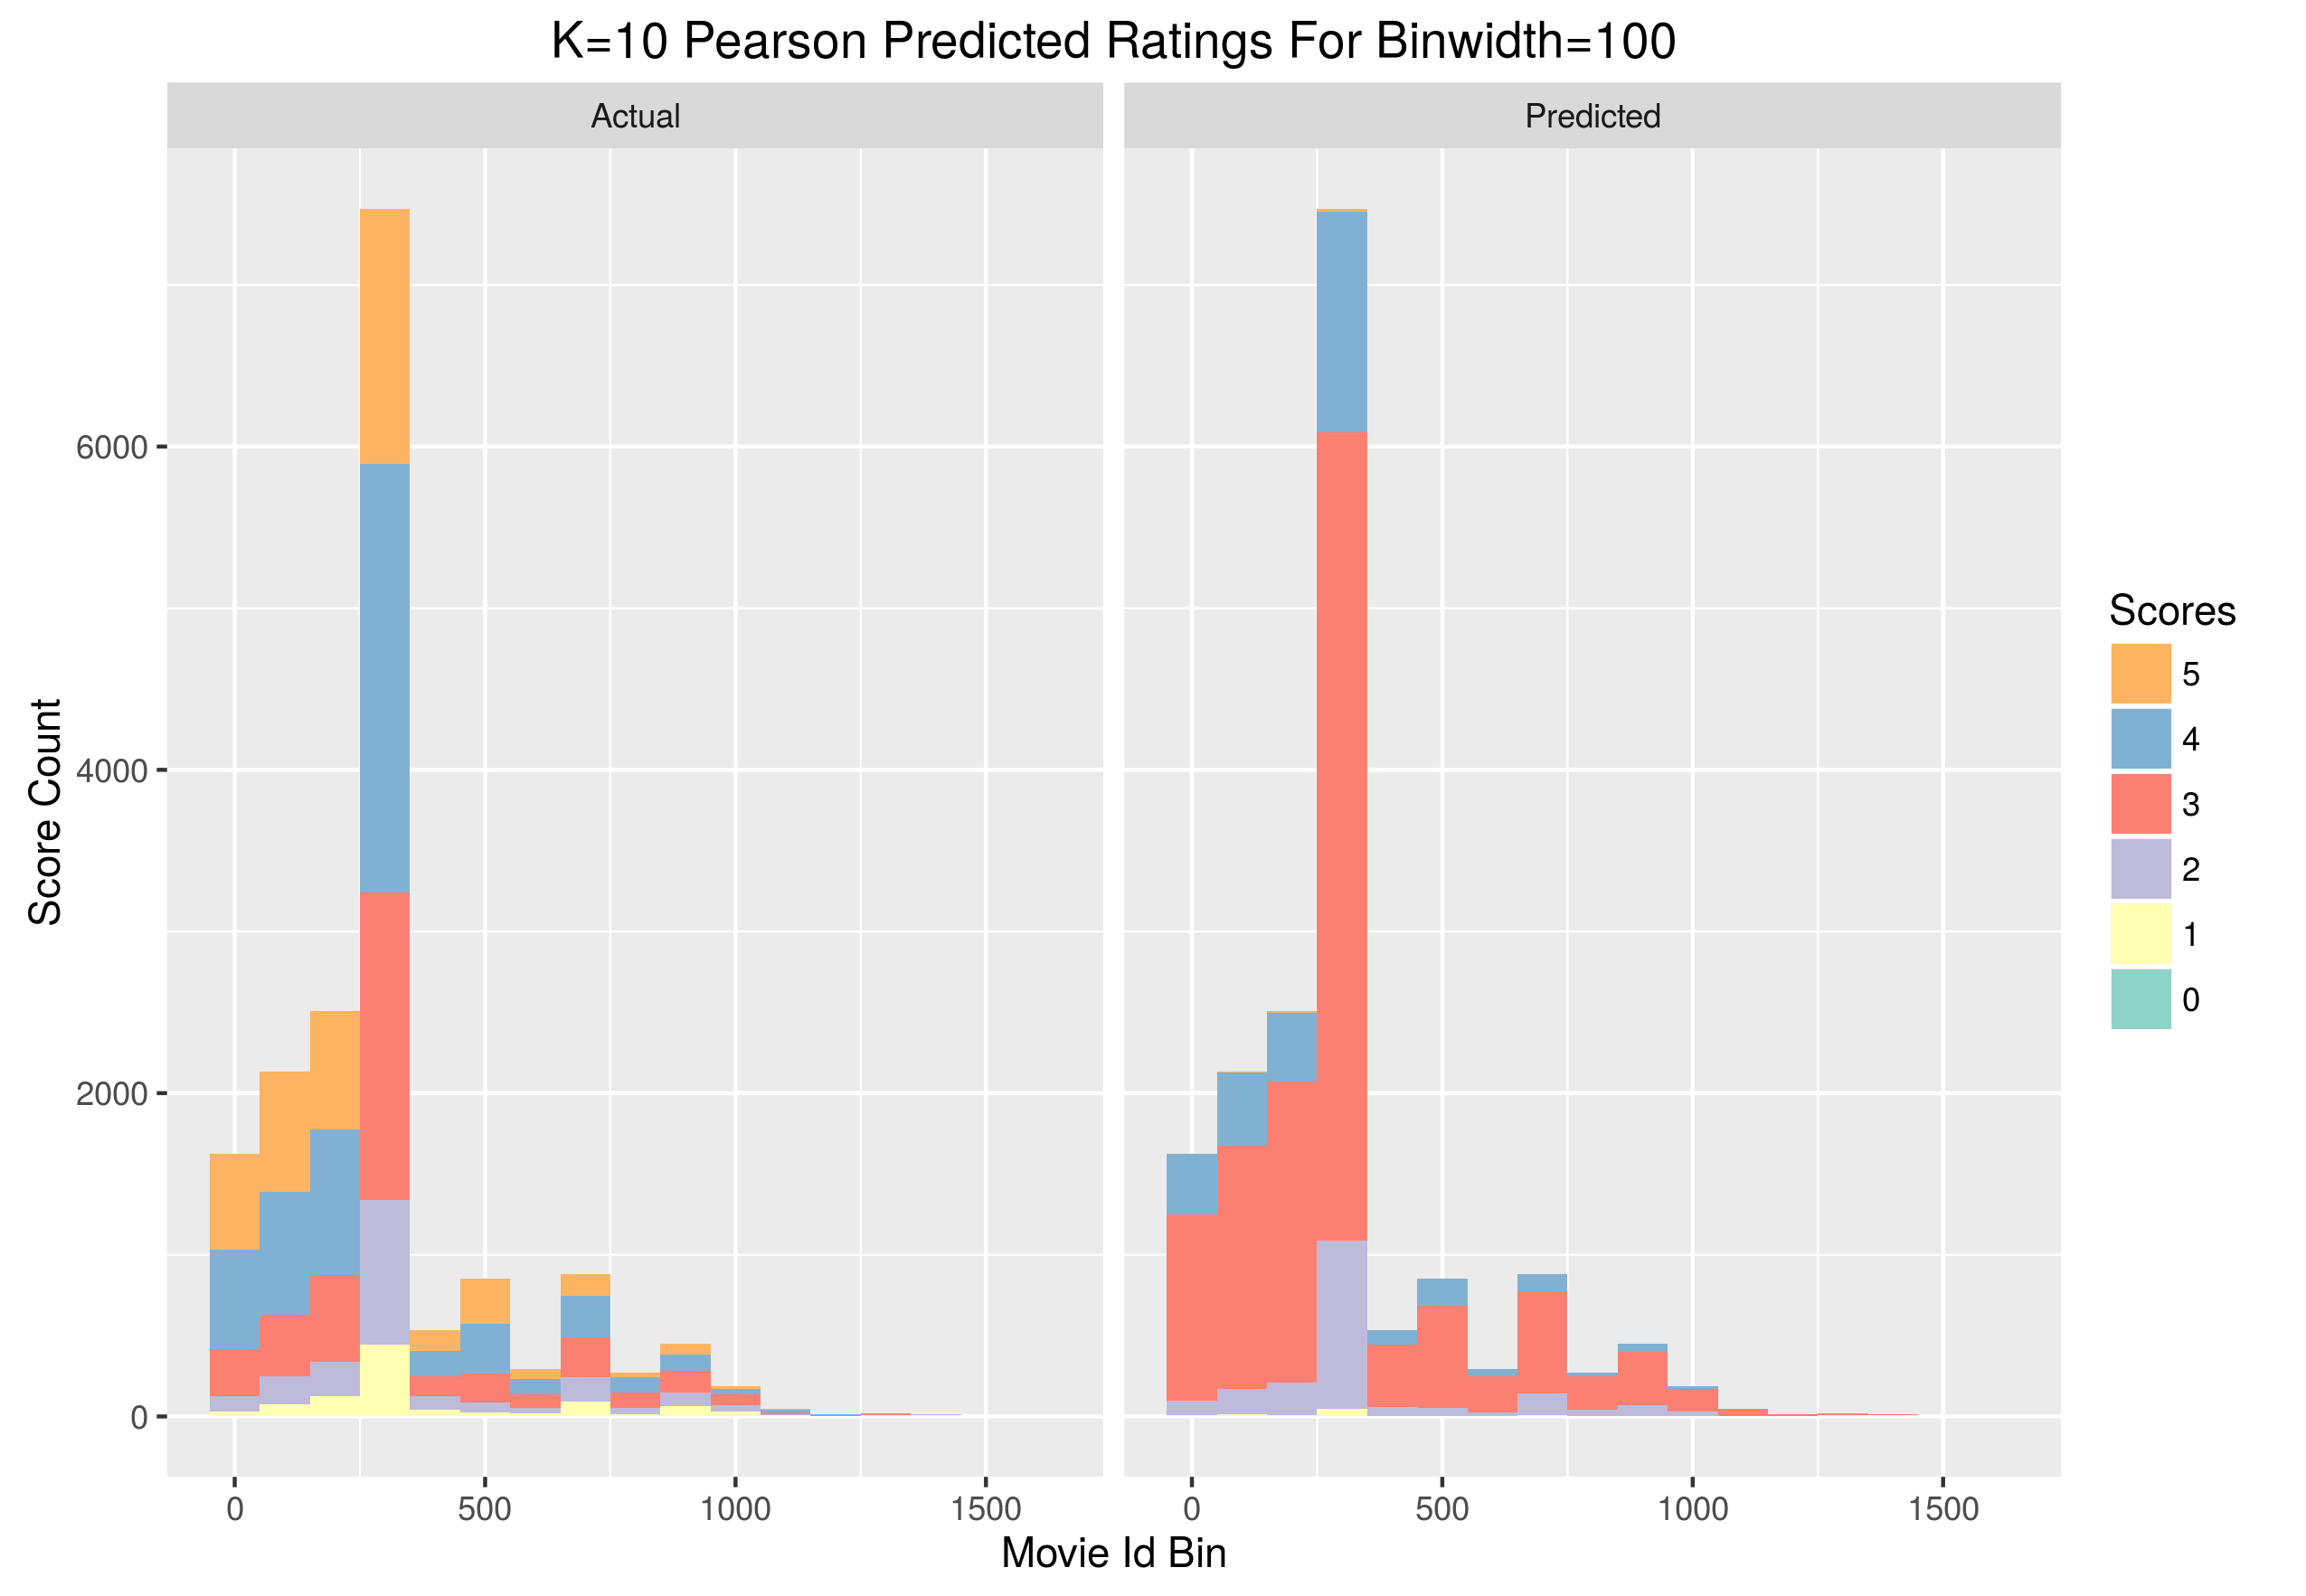 K=10 Pearson Predicted Ratings For Binwidth=100
Actual
Predicted
6000
4000
2000
0
Score Count
0 500 1000 1500
0 500 1000 1500
Movie Id Bin
Scores
5
4
3
2
1
0